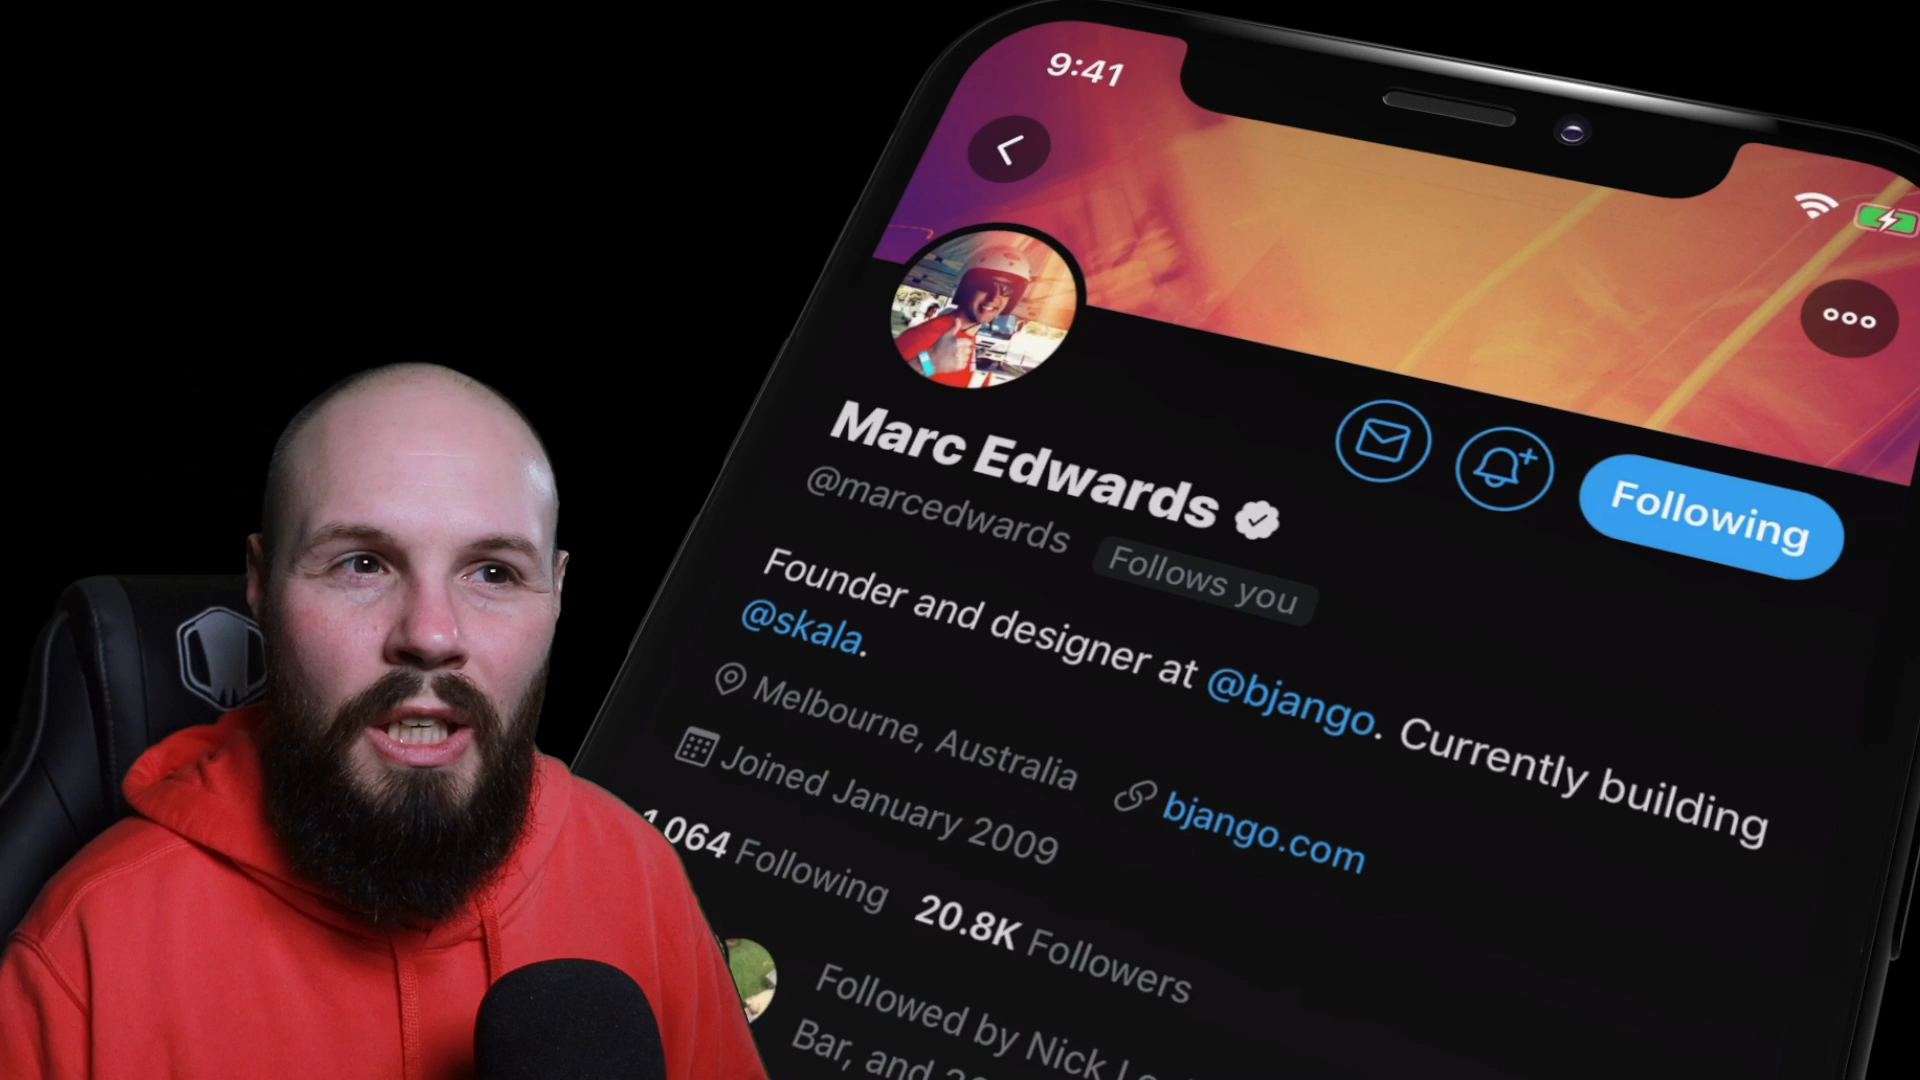 9:41
Marc Edwards
@marcedwards Follows you
Following
Founder and designer at @bjango. Currently building
@skala.
Melbourne, Australia bjango.com
Joined January 2009
1,064 Following 20.8K Followers
Followed by Nick
Bar, and